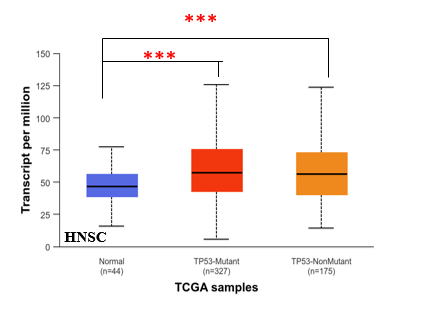 ***
***
150
125
100
75
50
25
0
Transcript per million
HNSC
Normal
(n=44)
TP53-Mutant
(n=327)
TP53-NonMutant
(n=175)
TCGA samples